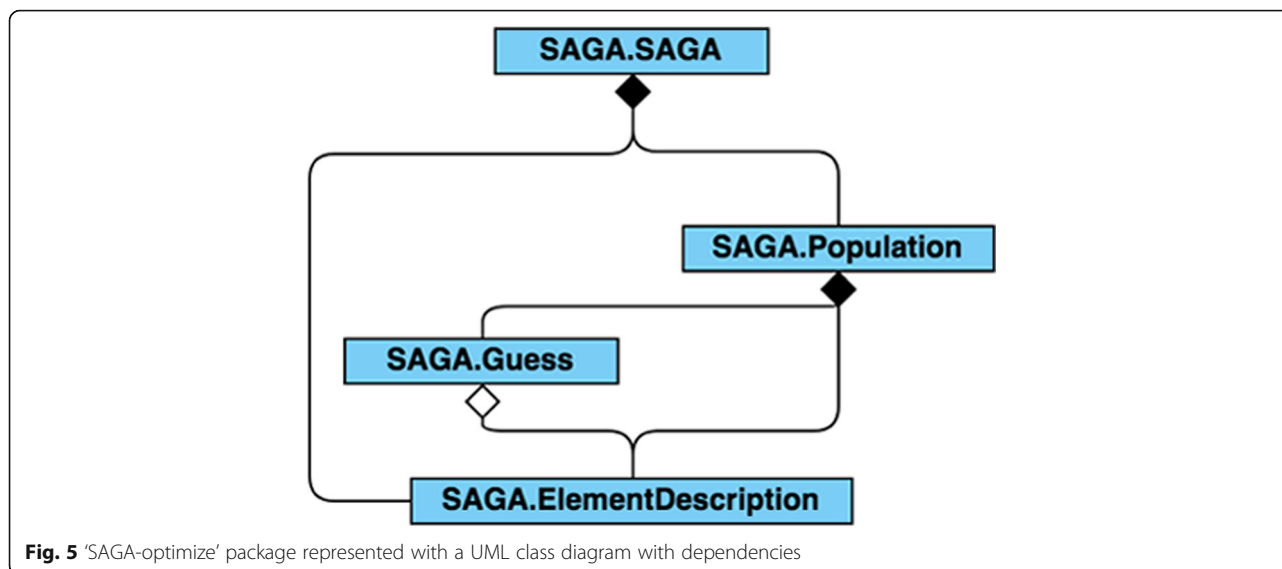 SAGA.SAGA
SAGA.Population
SAGA.Guess
SAGA.ElementDescription
Fig. 5 ‘SAGA-optimize’ package represented with a UML class diagram with dependencies